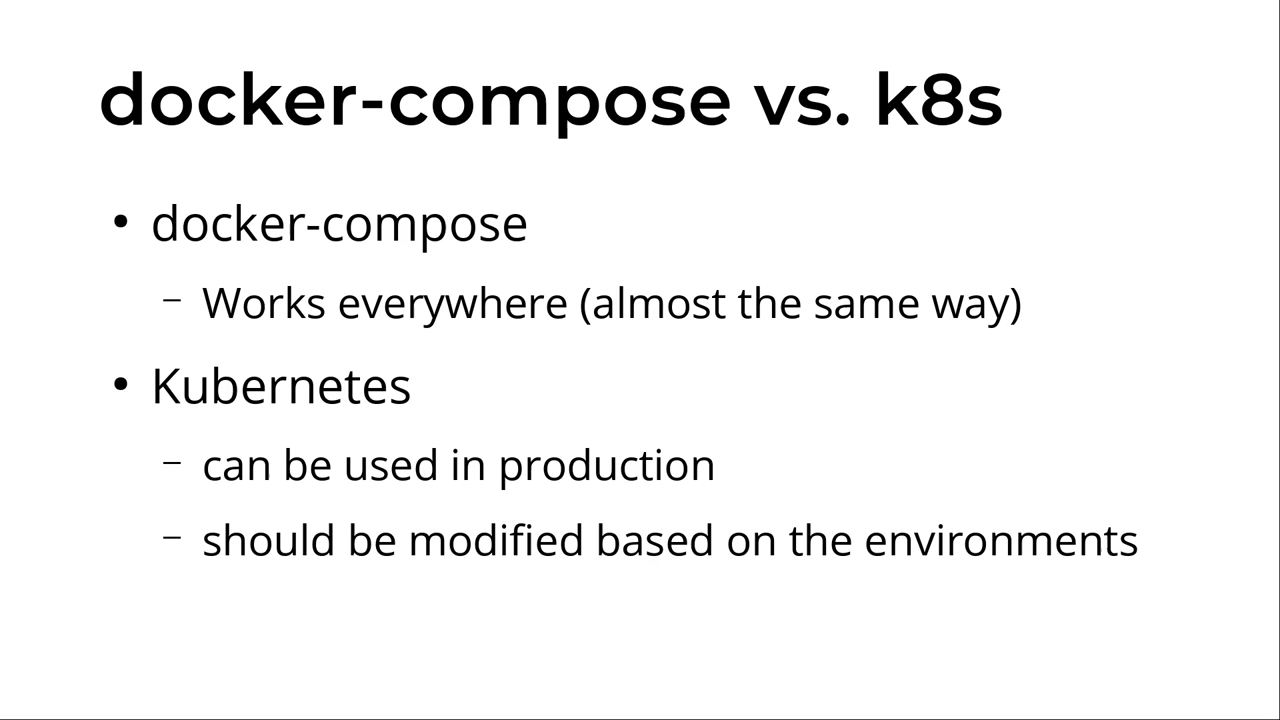 docker-compose vs. k8s
• docker-compose
– Works everywhere (almost the same way)
• Kubernetes
– can be used in production
– should be modified based on the environments